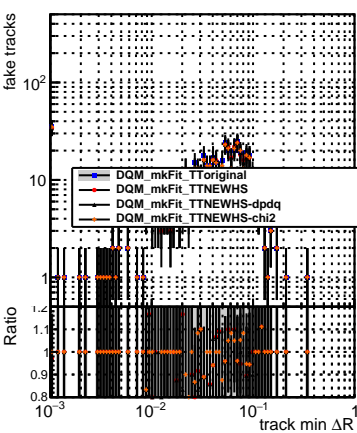 fake tracks
10²
10
1
DQM_mkFit_TToriginal
DQM_mkFit_TTNEWHS
DQM_mkFit_TTNEWHS-dpdq
DQM_mkFit_TTNEWHS-chi2
Ratio
1.2
1.1
1
0.9
0.8
10⁻³ 10⁻² 10⁻¹ 1
track min ΔR